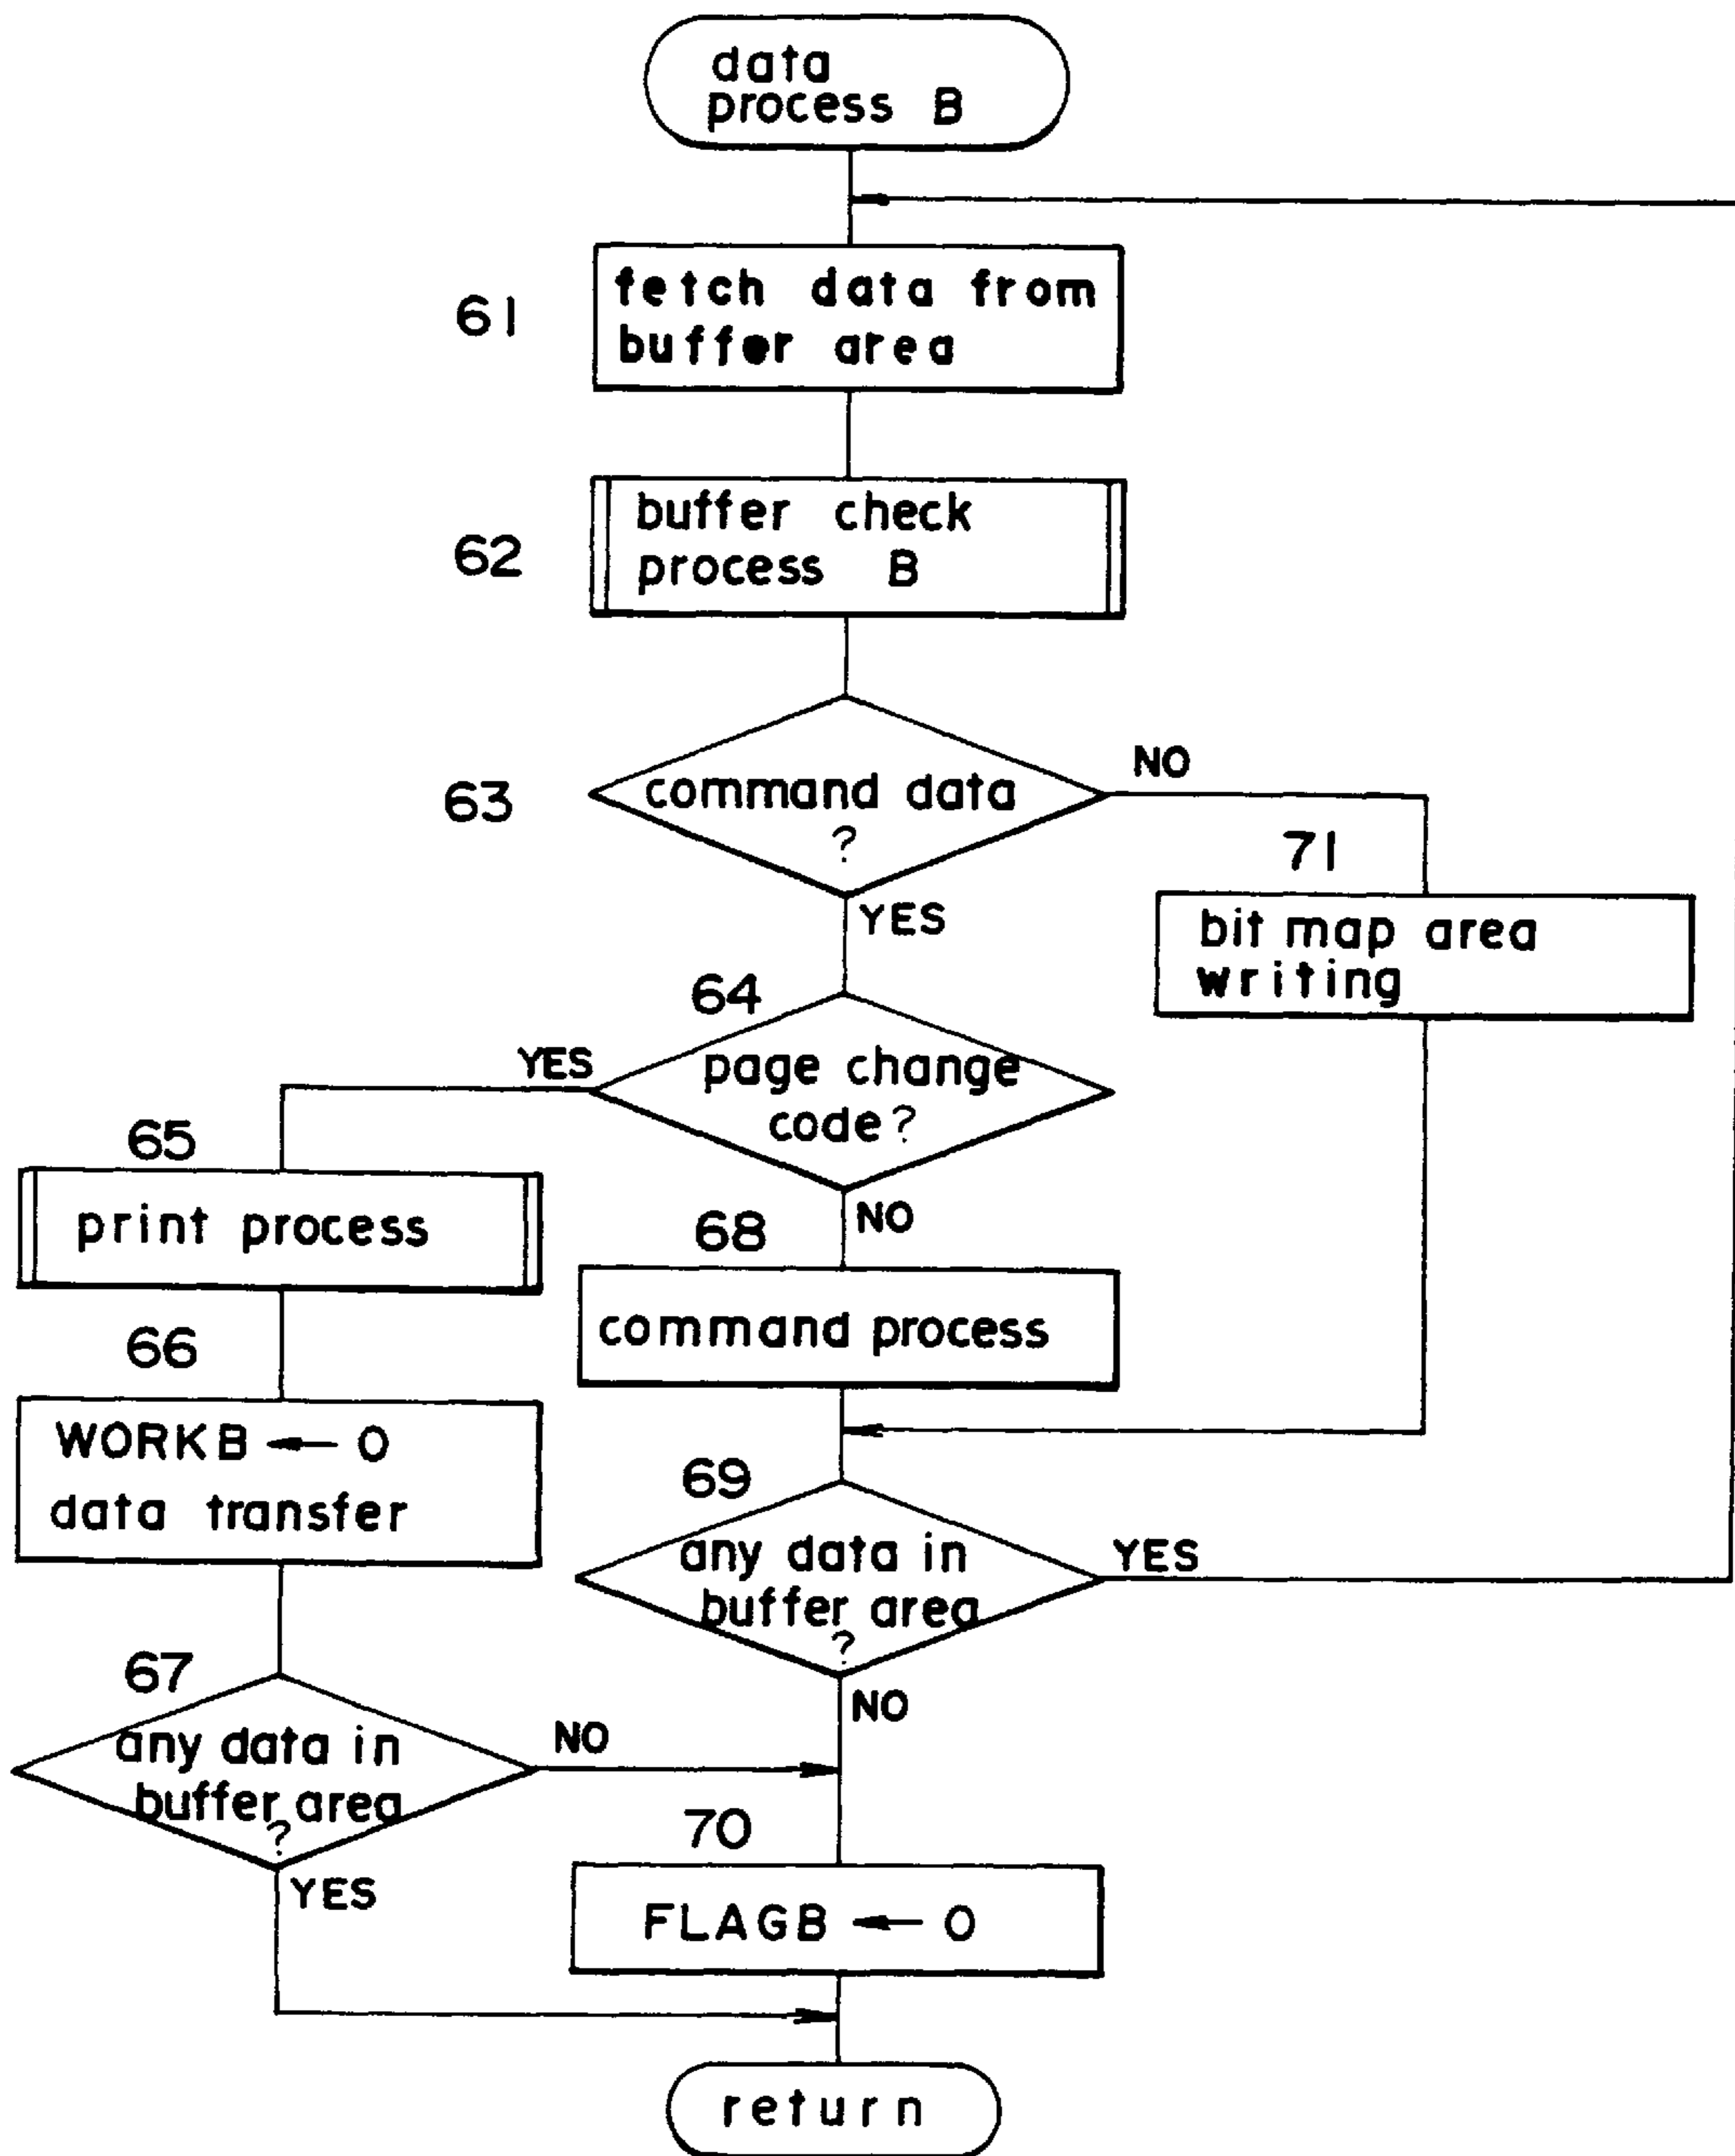 data
process B
61
fetch data from
buffer area
62
buffer check
process B
63
command data
?
NO
YES
71
bit map area
writing
64
page change
code?
YES
NO
65
print process
66
WORKB ← 0
data transfer
67
any data in
buffer area
?
NO
YES
68
command process
69
any data in
buffer area
?
YES
NO
70
FLAGB ← 0
return